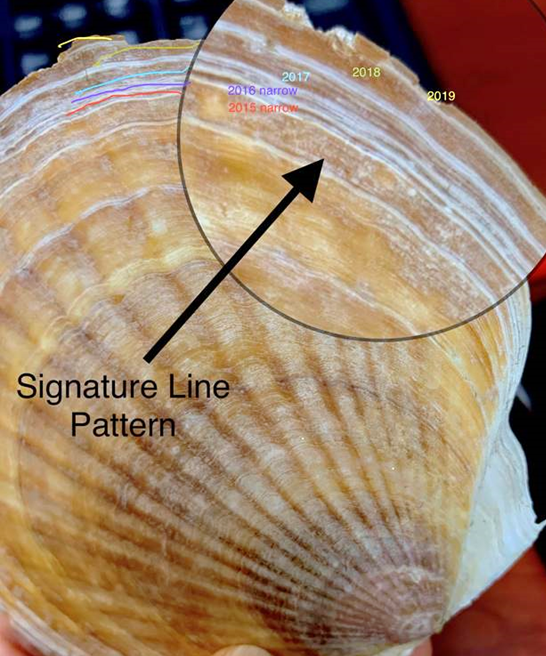 2018
2017
2016 narrow
2019
2015 narrow
Signature Line
Pattern